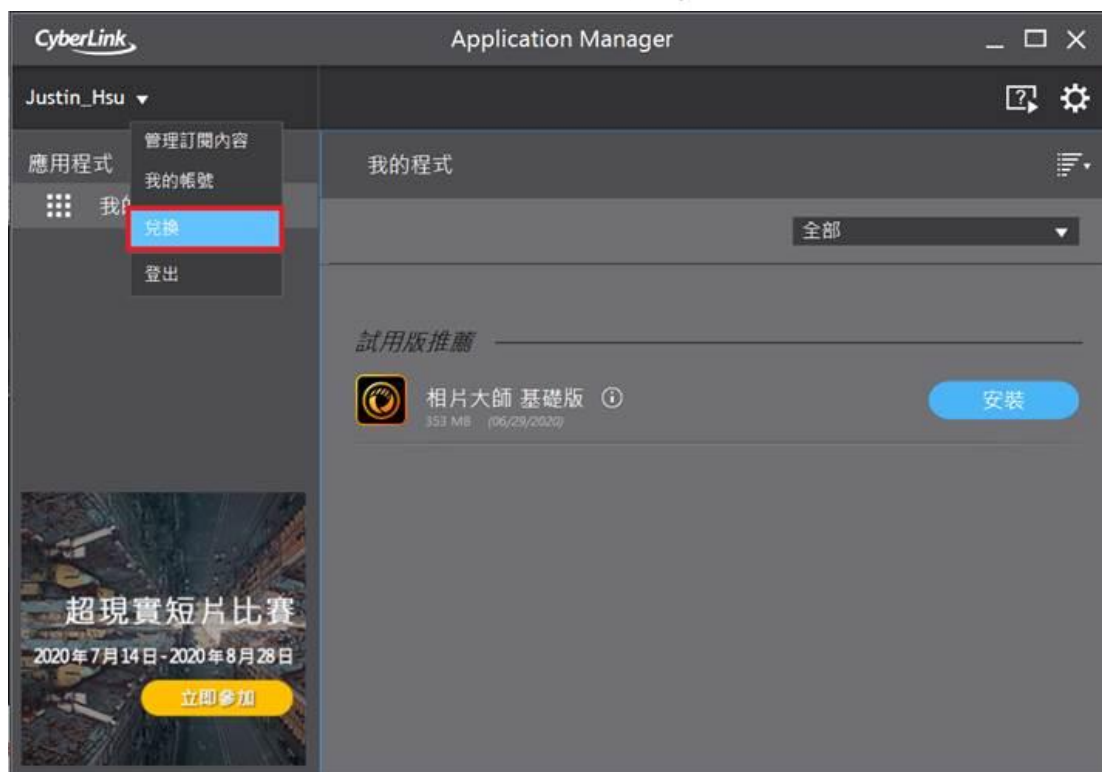 CyberLink
Application Manager
Justin_Hsu
管理訂閱內容
我的帳號
兌換
登出
應用程式
我的
我的程式
全部
試用版推薦
相片大師 基礎版
353 MB (06/29/2020)
安裝
超現實短片比賽
2020年7月14日-2020年8月28日
立即參加